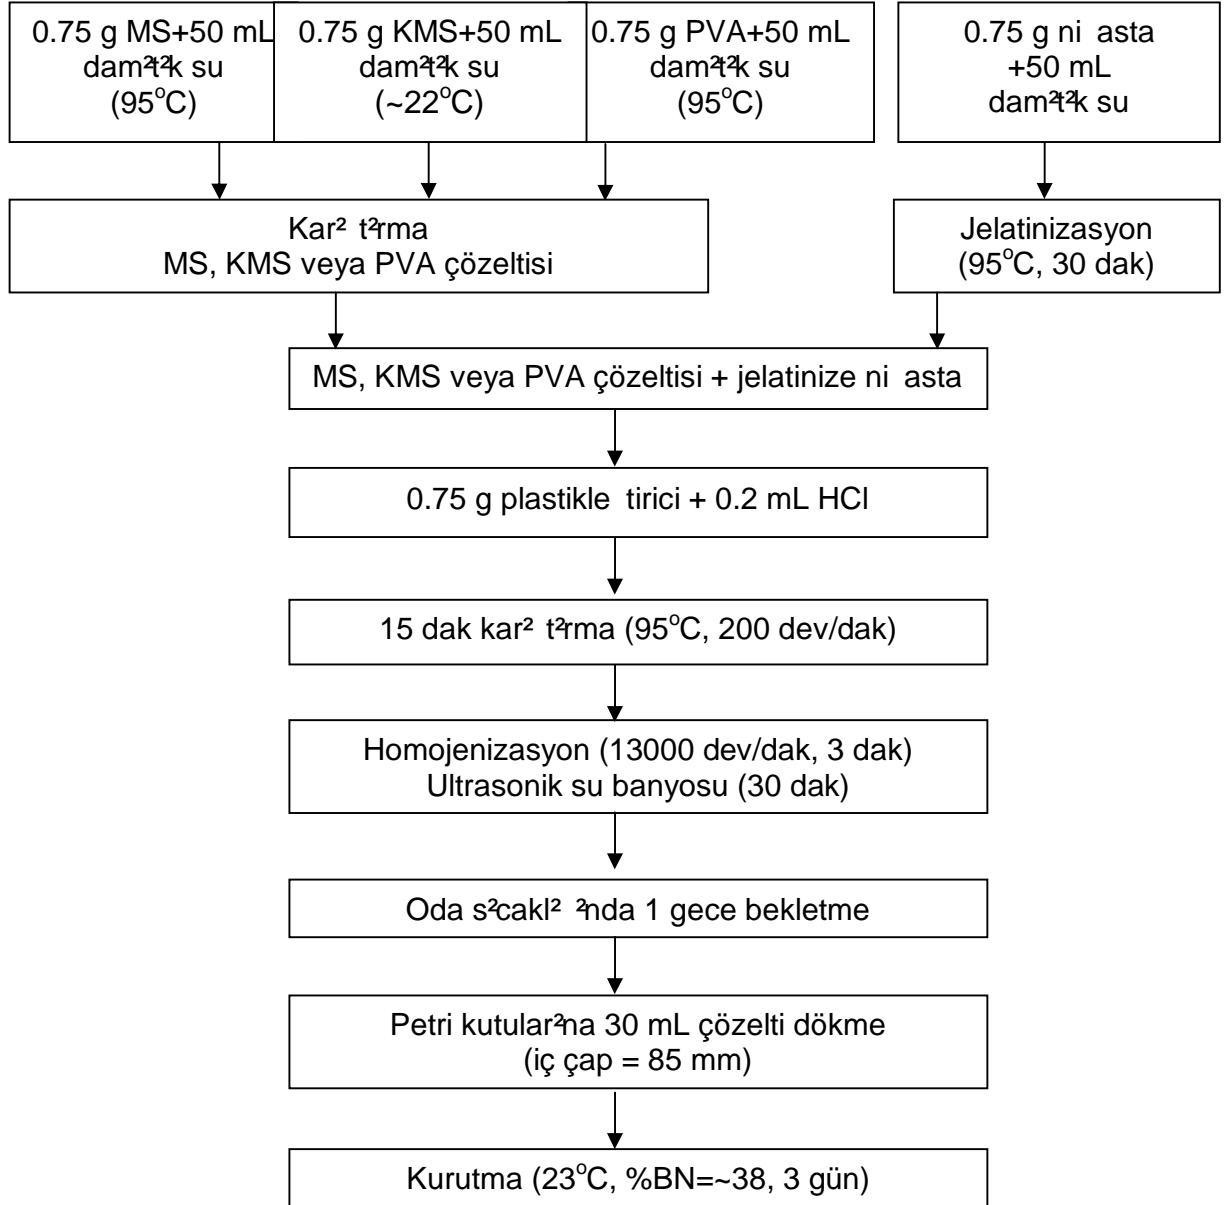 0.75 g MS+50 mL
dam²t²k su
(95°C)
0.75 g KMS+50 mL
dam²t²k su
(~22°C)
0.75 g PVA+50 mL
dam²t²k su
(95°C)
0.75 g ni asta
+50 mL
dam²t²k su
Kar² t²rma
MS, KMS veya PVA çözeltisi
Jelatinizasyon
(95°C, 30 dak)
MS, KMS veya PVA çözeltisi + jelatinize ni asta
0.75 g plastikle tirici + 0.2 mL HCl
15 dak kar² t²rma (95°C, 200 dev/dak)
Homojenizasyon (13000 dev/dak, 3 dak)
Ultrasonik su banyosu (30 dak)
Oda s²cakl² ²nda 1 gece bekletme
Petri kutular²na 30 mL çözelti dökme
(iç çap = 85 mm)
Kurutma (23°C, %BN=~38, 3 gün)